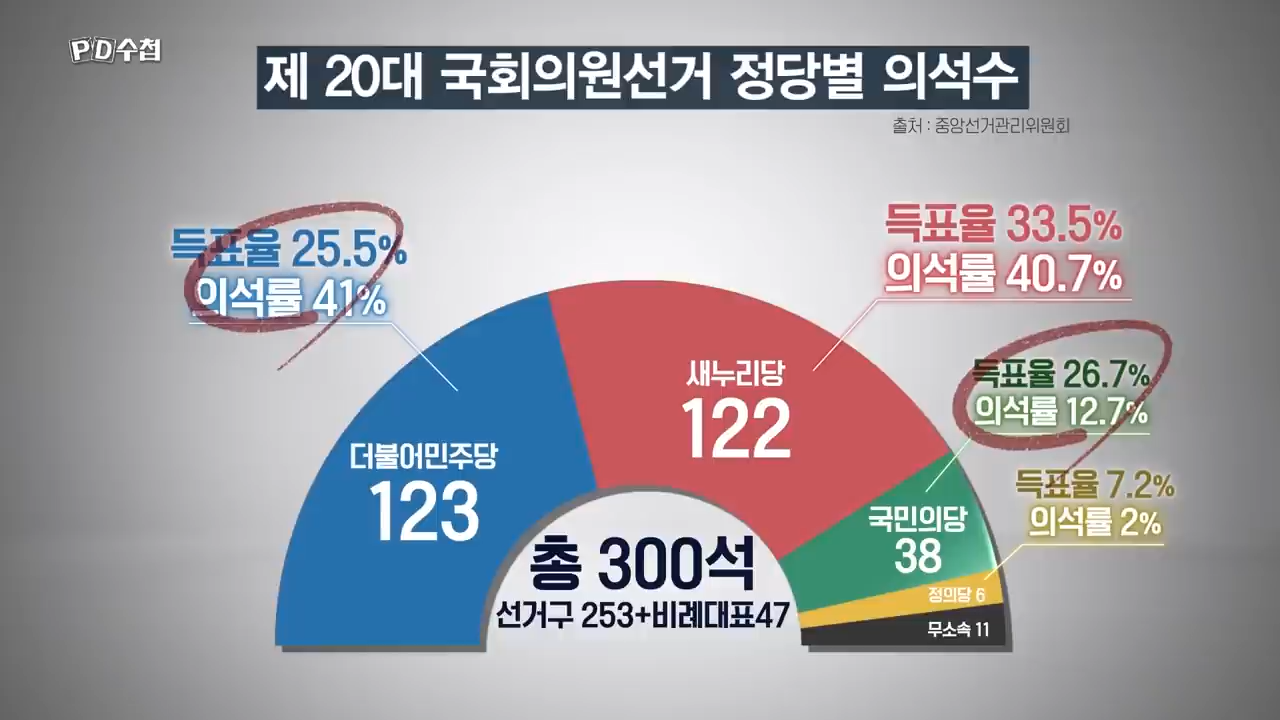 PD수첩
제 20대 국회의원선거 정당별 의석수
출처 : 중앙선거관리위원회
득표율 25.5%
의석률 41%
득표율 33.5%
의석률 40.7%
득표율 26.7%
의석률 12.7%
득표율 7.2%
의석률 2%
더불어민주당
123
새누리당
122
국민의당
38
정의당 6
무소속 11
총 300석
선거구 253+비례대표47